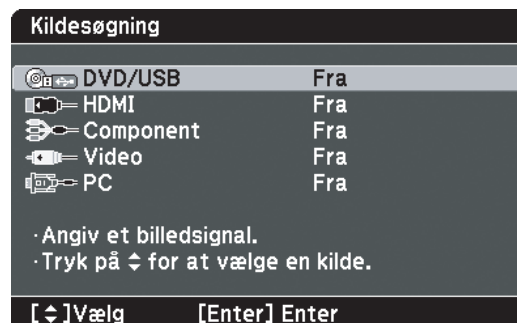 Kildesøgning
DVD/USB Fra
HDMI Fra
Component Fra
Video Fra
PC Fra
·Angiv et billedsignal.
·Tryk på ♦ for at vælge en kilde.
[♦]Vælg [Enter] Enter